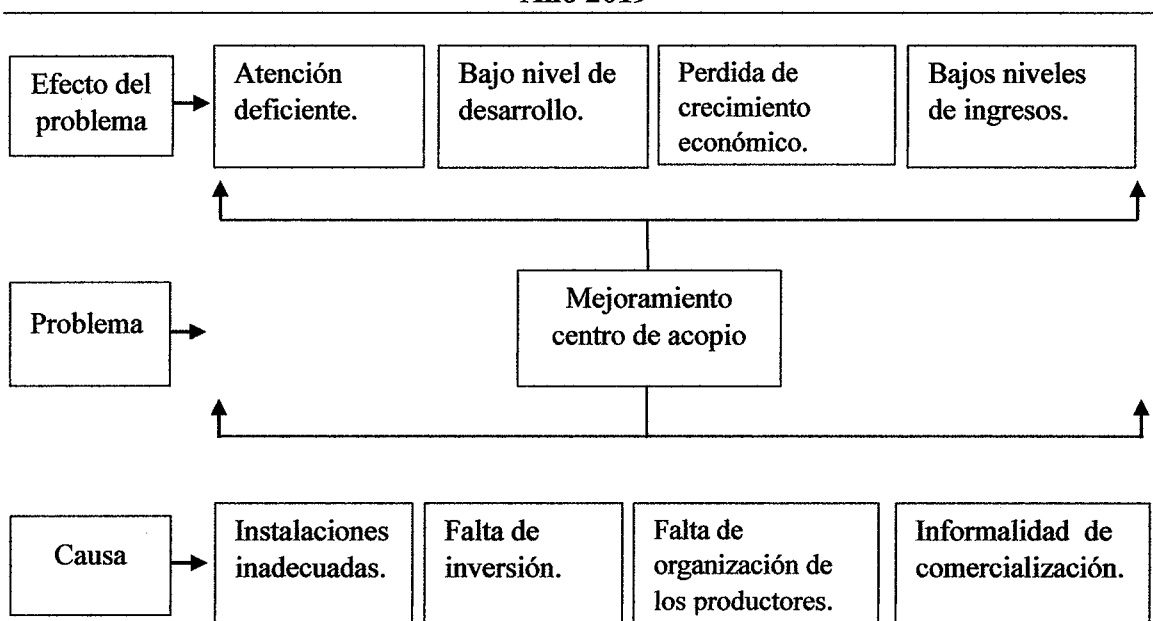 Efecto del
problema
Atención
deficiente.
Bajo nivel de
desarrollo.
Perdida de
crecimiento
económico.
Bajos niveles
de ingresos.
Problema
Mejoramiento
centro de acopio
Causa
Instalaciones
inadecuadas.
Falta de
inversión.
Falta de
organización de
los productores.
Informalidad de
comercialización.